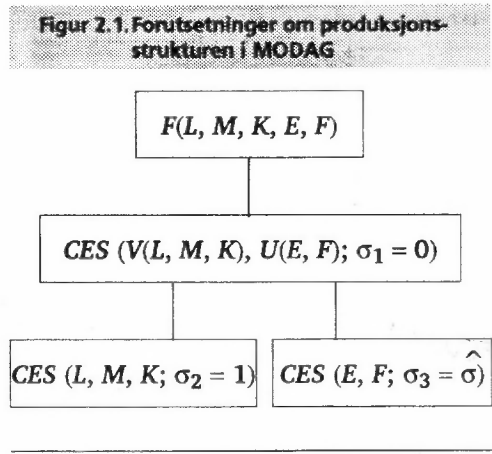 Figur 2.1. Forutsetninger om produksjons-
strukturen i MODAG
F(L, M, K, E, F)
CES (V(L, M, K), U(E, F); σ₁ = 0)
CES (L, M, K; σ₂ = 1)
CES (E, F; σ₃ = σ̂)